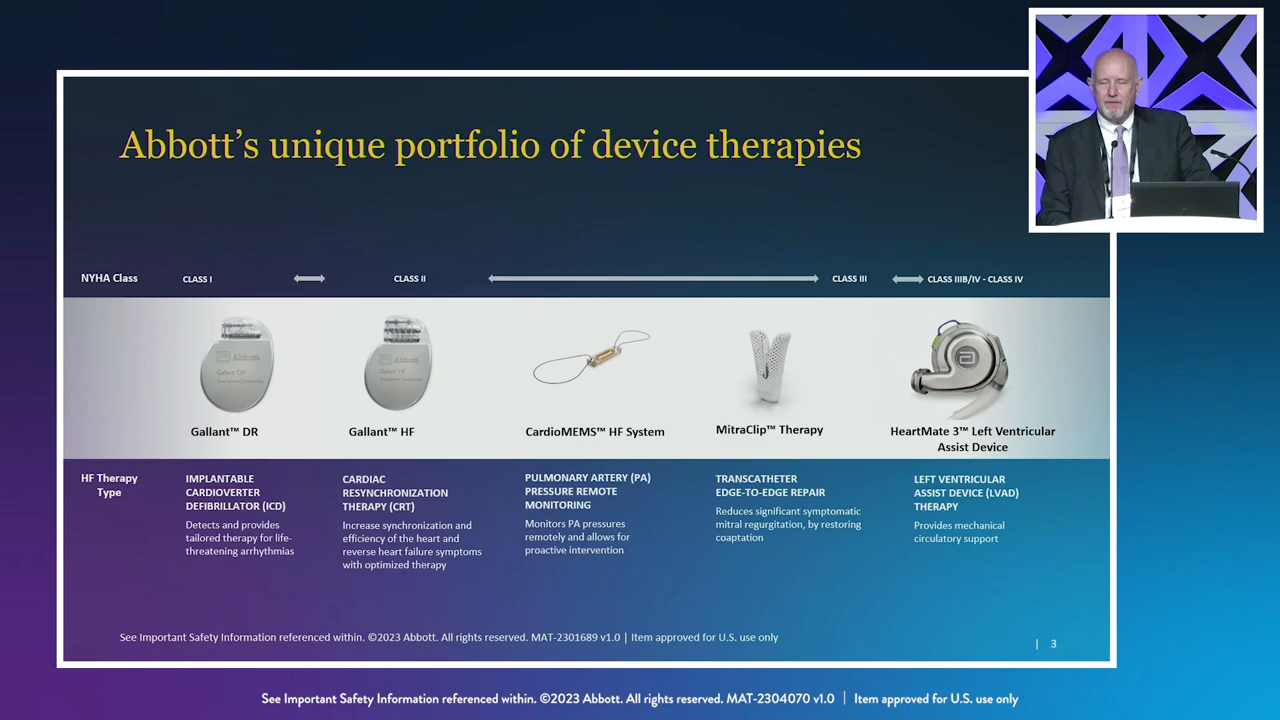 Abbott's unique portfolio of device therapies
NYHA Class
CLASS I
CLASS II
CLASS III
CLASS IIIB/IV - CLASS IV
Abbott
Gallant DR
Abbott
Gallant HF
Gallant™ DR
Gallant™ HF
CardioMEMS™ HF System
MitraClip™ Therapy
HeartMate 3™ Left Ventricular
Assist Device
HF Therapy
Type
IMPLANTABLE
CARDIOVERTER
DEFIBRILLATOR (ICD)
Detects and provides
tailored therapy for life-
threatening arrhythmias
CARDIAC
RESYNCHRONIZATION
THERAPY (CRT)
Increase synchronization and
efficiency of the heart and
reverse heart failure symptoms
with optimized therapy
PULMONARY ARTERY (PA)
PRESSURE REMOTE
MONITORING
Monitors PA pressures
remotely and allows for
proactive intervention
TRANSCATHETER
EDGE-TO-EDGE REPAIR
Reduces significant symptomatic
mitral regurgitation, by restoring
coaptation
LEFT VENTRICULAR
ASSIST DEVICE (LVAD)
THERAPY
Provides mechanical
circulatory support
See Important Safety Information referenced within. ©2023 Abbott. All rights reserved. MAT-2301689 v1.0 | Item approved for U.S. use only
| 3
See Important Safety Information referenced within. ©2023 Abbott. All rights reserved. MAT-2304070 v1.0 | Item approved for U.S. use only